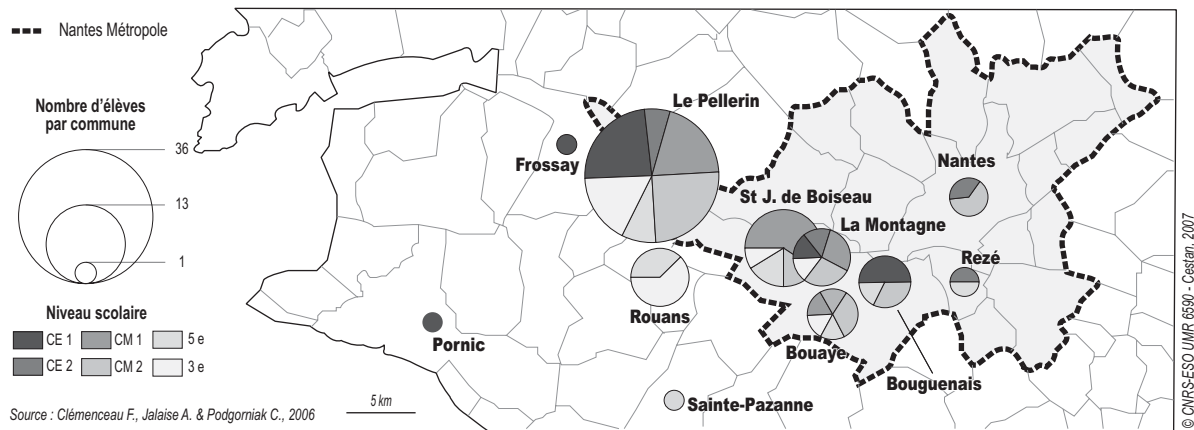 Nantes Métropole
Nombre d'élèves
par commune
36
13
1
Niveau scolaire
CE 1
CM 1
5 e
CE 2
CM 2
3 e
Source : Clémenceau F., Jalaise A. & Podgorniak C., 2006
5 km
Le Pellerin
Frossay
Nantes
St J. de Boiseau
La Montagne
Rezé
Rouans
Pornic
Bouaye
Bouguenais
Sainte-Pazanne
© CNRS-ESO UMR 6590 - Cestan, 2007